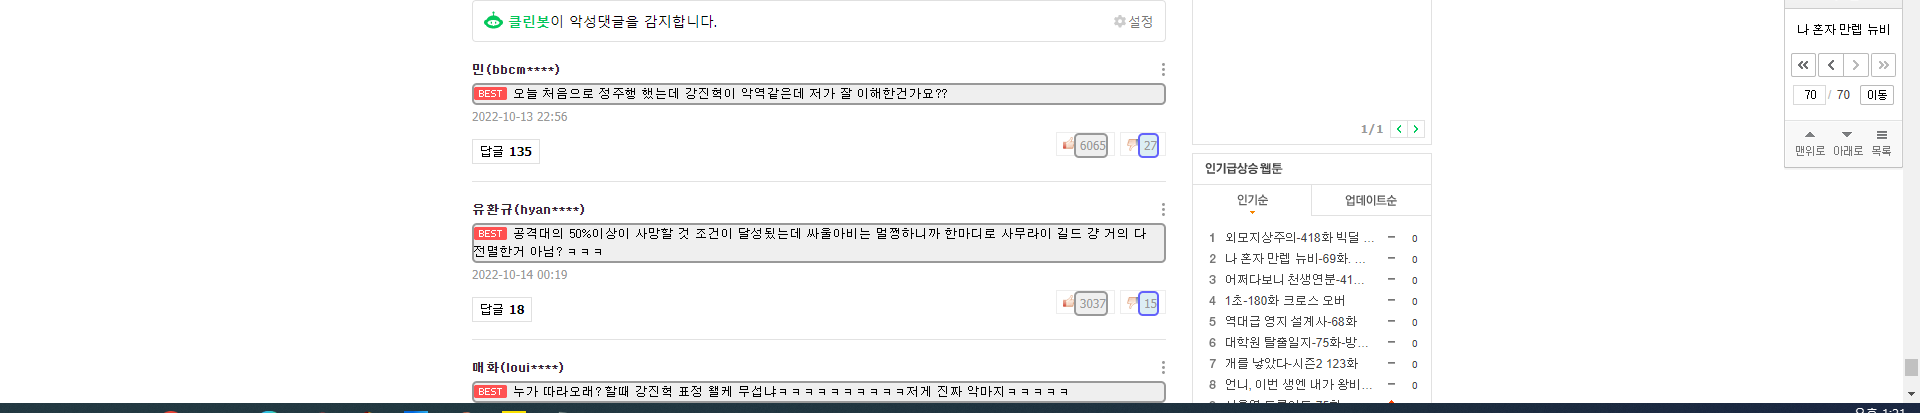 클린봇이 악성댓글을 감지합니다.
설정
민(bbcm****)
BEST 오늘 처음으로 정주행 했는데 강진혁이 악역같은데 저가 잘 이해한건가요??
2022-10-13 22:56
답글 135
6065
27
유환규(hyan****)
BEST 공격대의 50%이상이 사망할 것 조건이 달성됬는데 싸울아비는 멀쩡하니까 한마디로 사무라이 길드 걍 거의 다
전멸한거 아님? ㅋㅋㅋ
2022-10-14 00:19
답글 18
3037
15
매화(loui****)
BEST 누가 따라오래? 할때 강진혁 표정 왤케 무섭냐ㅋㅋㅋㅋㅋㅋㅋㅋㅋㅋ저게 진짜 악마지ㅋㅋㅋㅋㅋ
1/1
인기급상승 웹툰
인기순
업데이트순
1 외모지상주의-418화 빅딜 ... 0
2 나 혼자 만렙 뉴비-69화. ... 0
3 어쩌다보니 천생연분-41... 0
4 1초-180화 크로스 오버 0
5 역대급 영지 설계사-68화 0
6 대학원 탈출일지-75화-방... 0
7 개를 낳았다-시즌2 123화 0
8 언니, 이번 생엔 내가 왕비... 0
나 혼자 만렙 뉴비
70 / 70 이동
맨위로 아래로 목록
오후 1:21